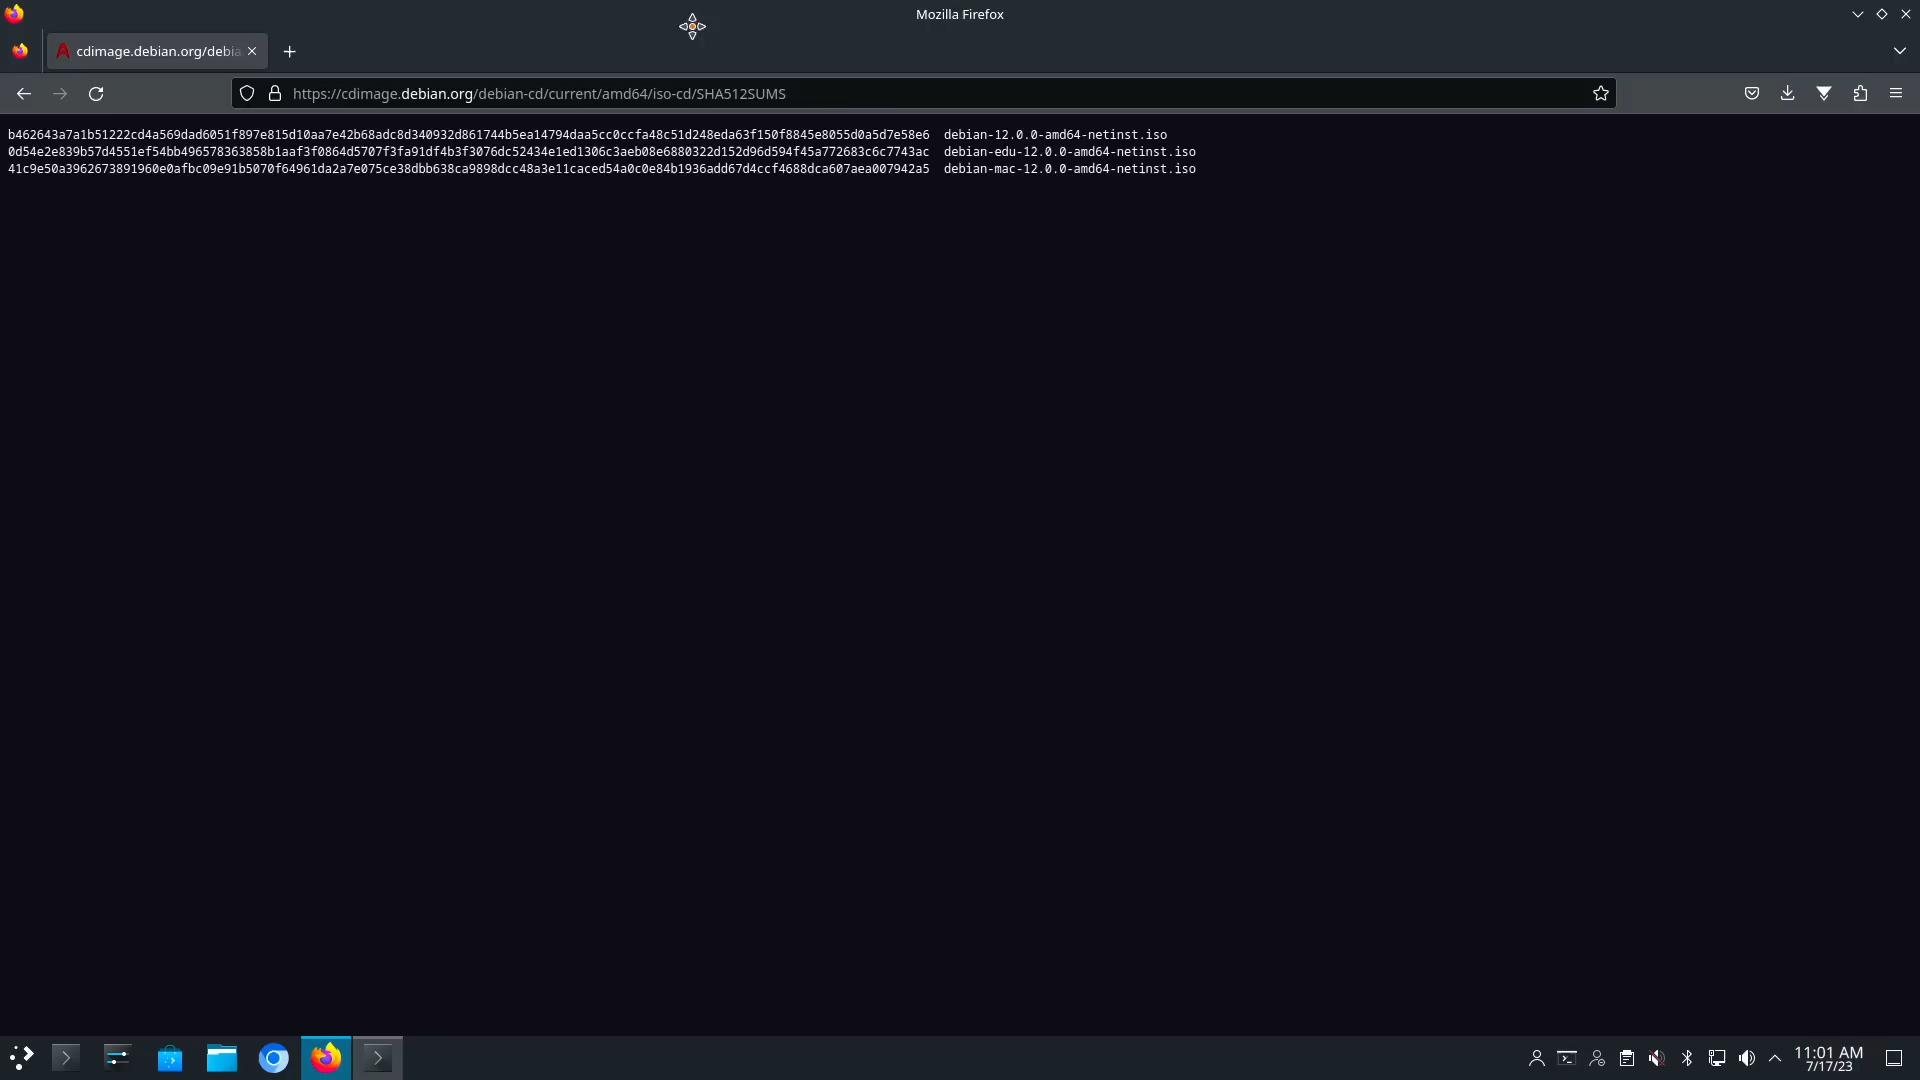 Mozilla Firefox
cdimage.debian.org/debia
https://cdimage.debian.org/debian-cd/current/amd64/iso-cd/SHA512SUMS
b462643a7a1b51222cd4a569dad6051f897e815d10aa7e42b68adc8d340932d861744b5ea14794daa5cc0ccfa48c51d248eda63f150f8845e8055d0a5d7e58e6  debian-12.0.0-amd64-netinst.iso
0d54e2e839b57d4551ef54bb496578363858b1aaf3f0864d5707f3fa91df4b3f3076dc52434e1ed1306c3aeb08e6880322d152d96d594f45a772683c6c7743ac  debian-edu-12.0.0-amd64-netinst.iso
41c9e50a3962673891960e0afbc09e91b5070f64961da2a7e075ce38dbb638ca9898dcc48a3e11caced54a0c0e84b1936add67d4ccf4688dca607aea007942a5  debian-mac-12.0.0-amd64-netinst.iso
11:01 AM
7/17/23